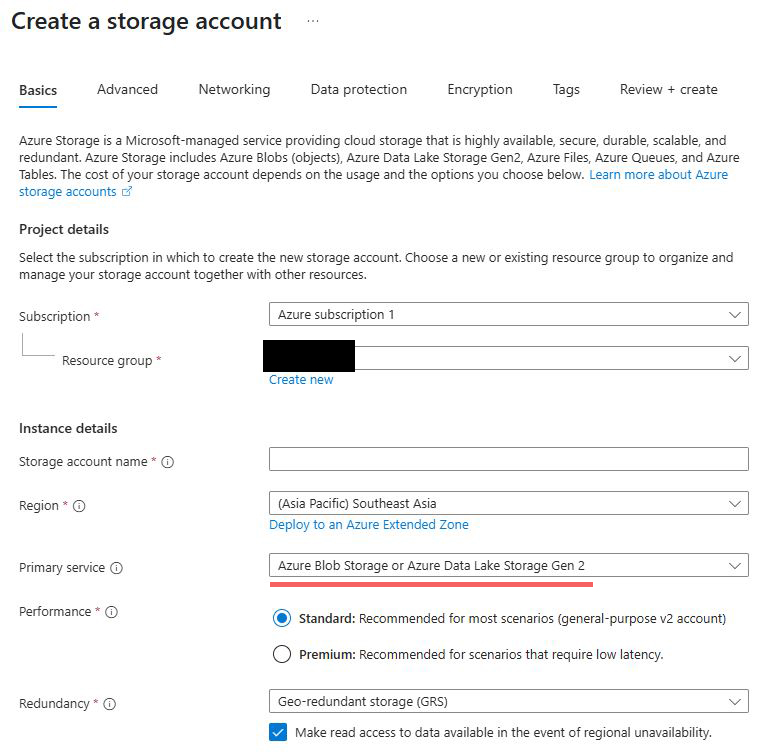 Create a storage account ...
Basics Advanced Networking Data protection Encryption Tags Review + create
Azure Storage is a Microsoft-managed service providing cloud storage that is highly available, secure, durable, scalable, and
redundant. Azure Storage includes Azure Blobs (objects), Azure Data Lake Storage Gen2, Azure Files, Azure Queues, and Azure
Tables. The cost of your storage account depends on the usage and the options you choose below. Learn more about Azure
storage accounts
Project details
Select the subscription in which to create the new storage account. Choose a new or existing resource group to organize and
manage your storage account together with other resources.
Subscription * Azure subscription 1
Resource group *
Create new
Instance details
Storage account name *
Region * (Asia Pacific) Southeast Asia
Deploy to an Azure Extended Zone
Primary service Azure Blob Storage or Azure Data Lake Storage Gen 2
Performance * Standard: Recommended for most scenarios (general-purpose v2 account)
Premium: Recommended for scenarios that require low latency.
Redundancy * Geo-redundant storage (GRS)
Make read access to data available in the event of regional unavailability.